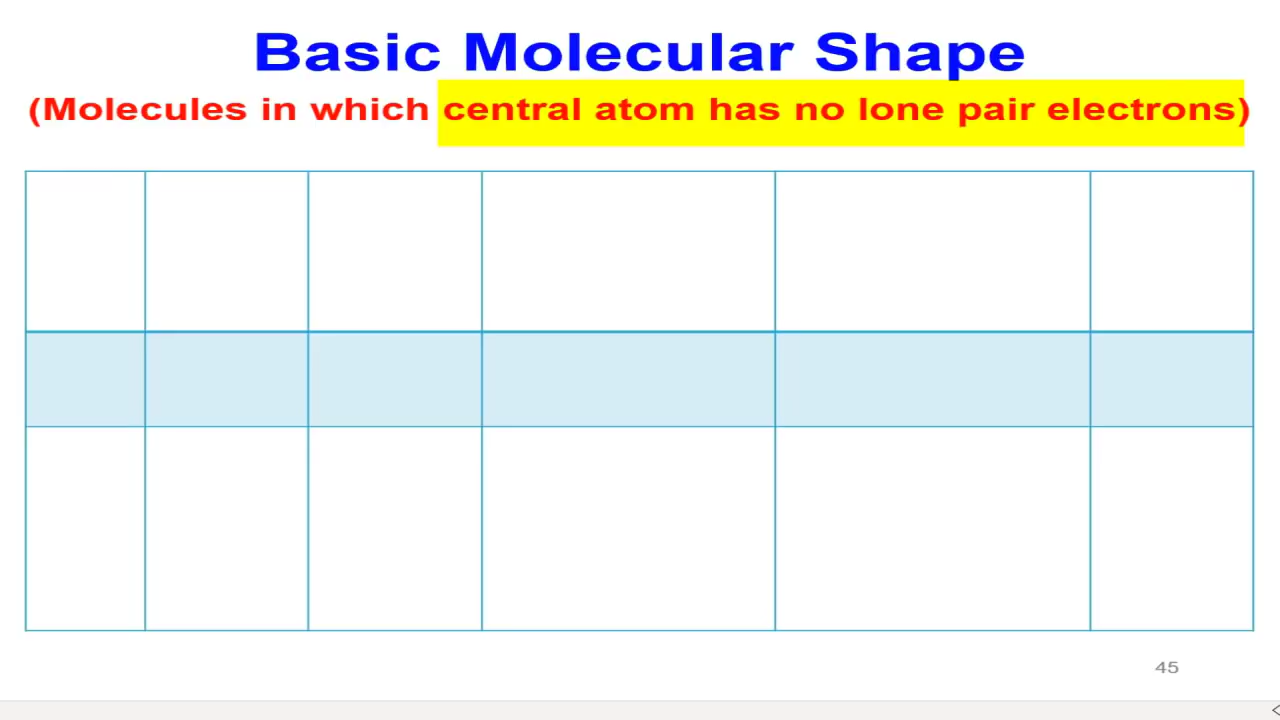 Basic Molecular Shape
(Molecules in which central atom has no lone pair electrons)
45